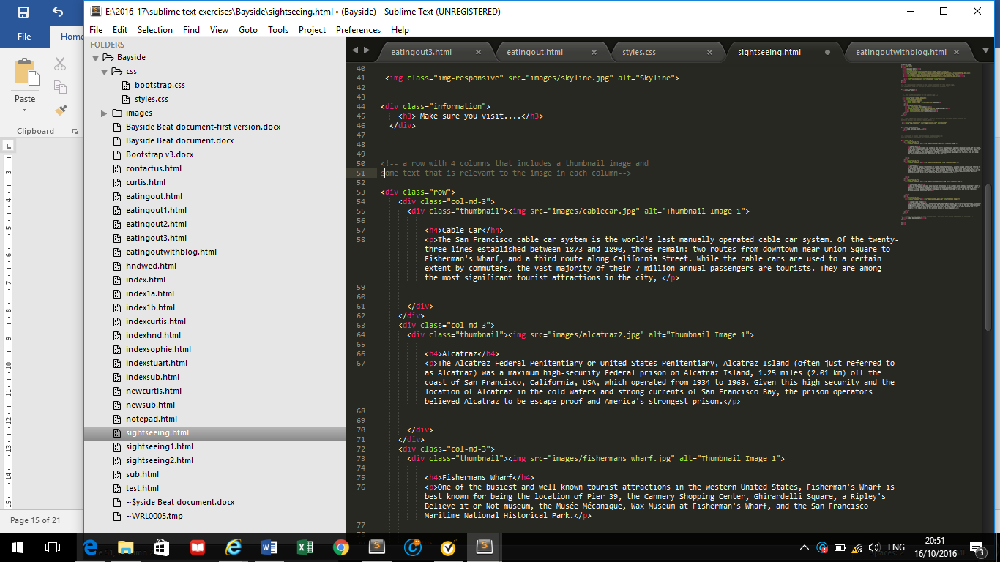 E:\2016-17\sublime text exercises\Bayside\sightseeing.html • (Bayside) - Sublime Text (UNREGISTERED)
File Edit Selection Find View Goto Tools Project Preferences Help
File Home
Paste
Clipboard
FOLDERS
Bayside
css
bootstrap.css
styles.css
images
Bayside Beat document-first version.docx
Bayside Beat document.docx
Bootstrap v3.docx
contactus.html
curtis.html
eatingout.html
eatingout1.html
eatingout2.html
eatingout3.html
eatingoutwithblog.html
hndwed.html
index.html
index1a.html
index1b.html
indexcurtis.html
indexhnd.html
indexsophie.html
indexstuart.html
indexsub.html
newcurtis.html
newsub.html
notepad.html
sightseeing.html
sightseeing1.html
sightseeing2.html
sub.html
test.html
~$yside Beat document.docx
~WRL0005.tmp
eatingout3.html × eatingout.html × styles.css × sightseeing.html eatingoutwithblog.html ×
40
41 <img class="img-responsive" src="images/skyline.jpg" alt="Skyline">
42
43
44 <div class="information">
45 <h3> Make sure you visit....</h3>
46 </div>
47
48
49
50 <!-- a row with 4 columns that includes a thumbnail image and
51 some text that is relevant to the imsge in each column-->
52
53 <div class="row">
54 <div class="col-md-3">
55 <div class="thumbnail"><img src="images/cablecar.jpg" alt="Thumbnail Image 1">
56
57 <h4>Cable Car</h4>
58 <p>The San Francisco cable car system is the world's last manually operated cable car system. Of the twenty-
three lines established between 1873 and 1890, three remain: two routes from downtown near Union Square to
Fisherman's Wharf, and a third route along California Street. While the cable cars are used to a certain
extent by commuters, the vast majority of their 7 million annual passengers are tourists. They are among
the most significant tourist attractions in the city, </p>
59
60
61 </div>
62 </div>
63 <div class="col-md-3">
64 <div class="thumbnail"><img src="images/alcatraz2.jpg" alt="Thumbnail Image 1">
65
66 <h4>Alcatraz</h4>
67 <p>The Alcatraz Federal Penitentiary or United States Penitentiary, Alcatraz Island (often just referred to
as Alcatraz) was a maximum high-security Federal prison on Alcatraz Island, 1.25 miles (2.01 km) off the
coast of San Francisco, California, USA, which operated from 1934 to 1963. Given this high security and the
location of Alcatraz in the cold waters and strong currents of San Francisco Bay, the prison operators
believed Alcatraz to be escape-proof and America's strongest prison.</p>
68
69
70 </div>
71 </div>
72 <div class="col-md-3">
73 <div class="thumbnail"><img src="images/fishermans_wharf.jpg" alt="Thumbnail Image 1">
74
75 <h4>Fishermans Wharf</h4>
76 <p>One of the busiest and well known tourist attractions in the western United States, Fisherman's Wharf is
best known for being the location of Pier 39, the Cannery Shopping Center, Ghirardelli Square, a Ripley's
Believe it or Not museum, the Musée Mécanique, Wax Museum at Fisherman's Wharf, and the San Francisco
Maritime National Historical Park.</p>
77
Page 15 of 21
ENG
20:51
16/10/2016
3